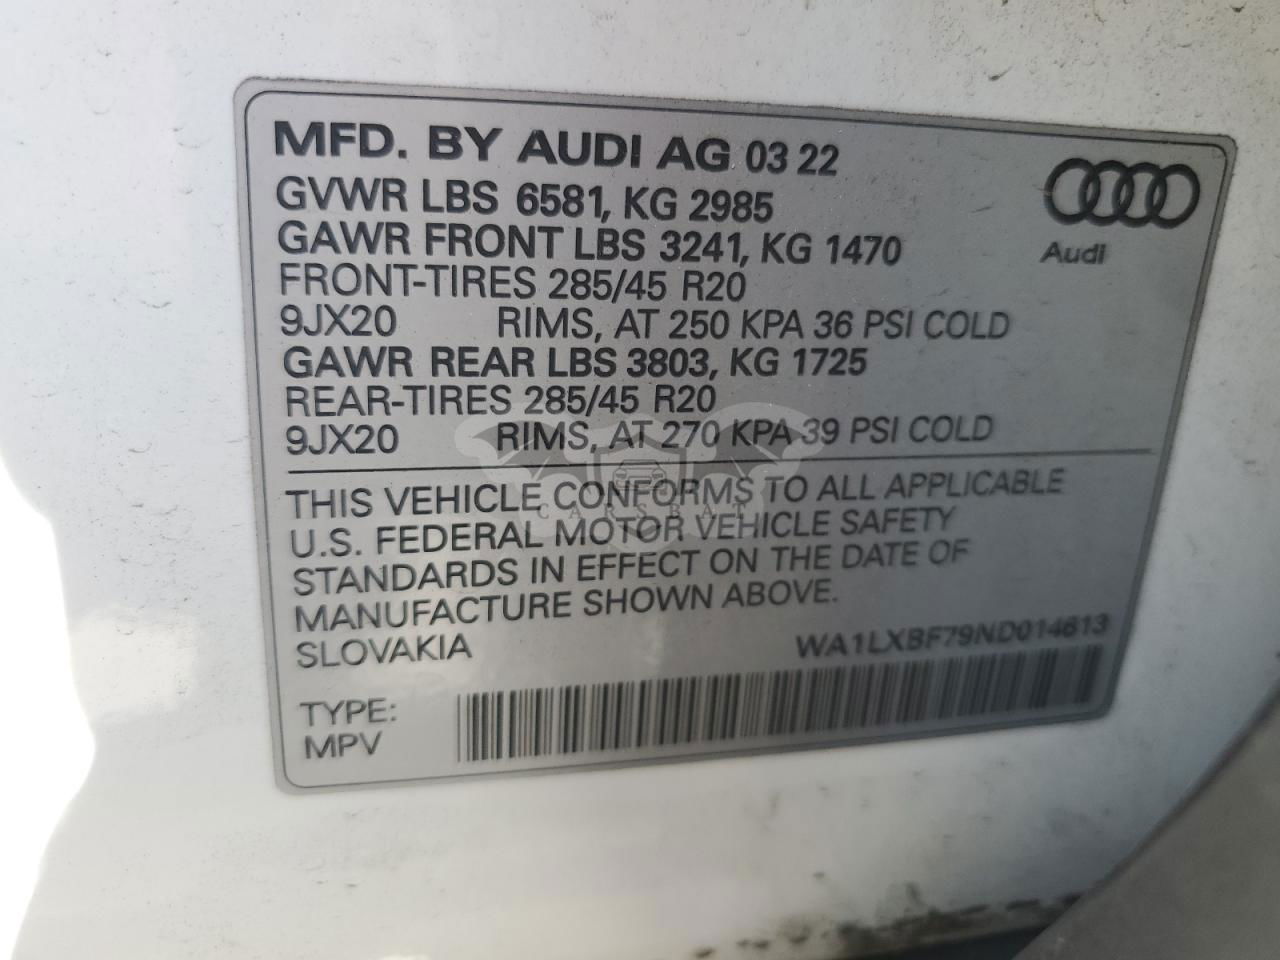 MFD. BY AUDI AG 03 22
GVWR LBS 6581, KG 2985
GAWR FRONT LBS 3241, KG 1470
FRONT-TIRES 285/45 R20
9JX20 RIMS, AT 250 KPA 36 PSI COLD
GAWR REAR LBS 3803, KG 1725
REAR-TIRES 285/45 R20
9JX20 RIMS, AT 270 KPA 39 PSI COLD
Audi
THIS VEHICLE CONFORMS TO ALL APPLICABLE
U.S. FEDERAL MOTOR VEHICLE SAFETY
STANDARDS IN EFFECT ON THE DATE OF
MANUFACTURE SHOWN ABOVE.
SLOVAKIA WA1LXBF79ND014613
TYPE:
MPV
CARSBAT